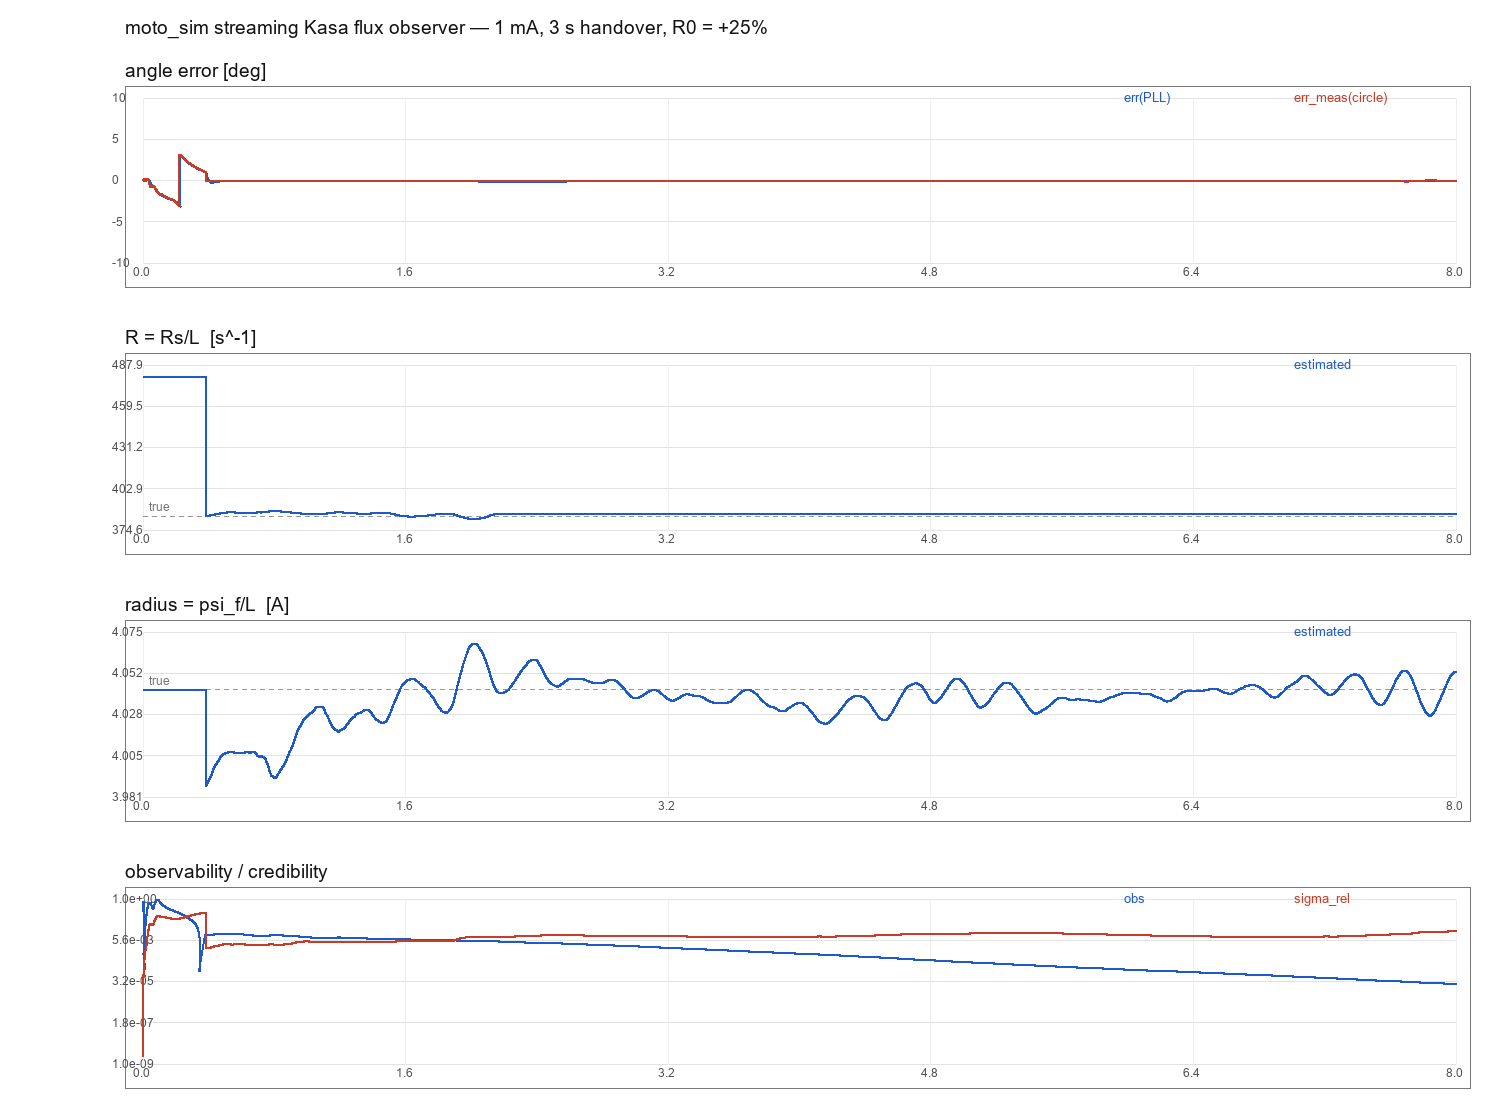 moto_sim streaming Kasa flux observer — 1 mA, 3 s handover, R0 = +25%
angle error [deg]
10
err(PLL)
err_meas(circle)
5
0
-5
-10
0.0 1.6 3.2 4.8 6.4 8.0
R = Rs/L [s^-1]
487.9
estimated
459.5
431.2
402.9
true
374.6
0.0 1.6 3.2 4.8 6.4 8.0
radius = psi_f/L [A]
4.075
estimated
4.052
true
4.028
4.005
3.981
0.0 1.6 3.2 4.8 6.4 8.0
observability / credibility
1.0e+00
obs
sigma_rel
5.6e-03
3.2e-05
1.8e-07
1.0e-09
0.0 1.6 3.2 4.8 6.4 8.0